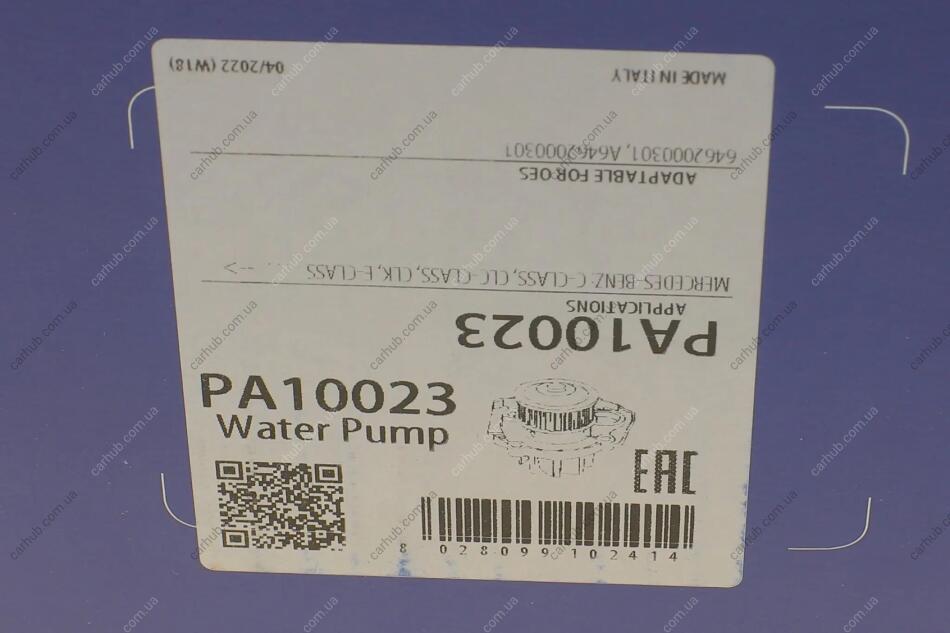 PA10023
Water Pump
EAC
8 028099 102414
PA10023
APPLICATIONS
MERCEDES-BENZ: C-CLASS, CLC-CLASS, CLK, E-CLASS ... -->
ADAPTABLE FOR OES
6462000301, A6462000301
MADE IN ITALY 04/2022 (W18)
carhub.com.ua